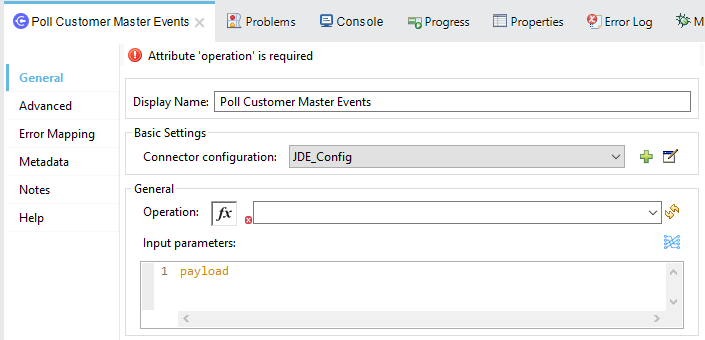 Poll Customer Master Events
Problems
Console
Progress
Properties
Error Log
M
Attribute 'operation' is required
General
Advanced
Error Mapping
Metadata
Notes
Help
Display Name: Poll Customer Master Events
Basic Settings
Connector configuration: JDE_Config
General
Operation: fx
Input parameters:
1 payload